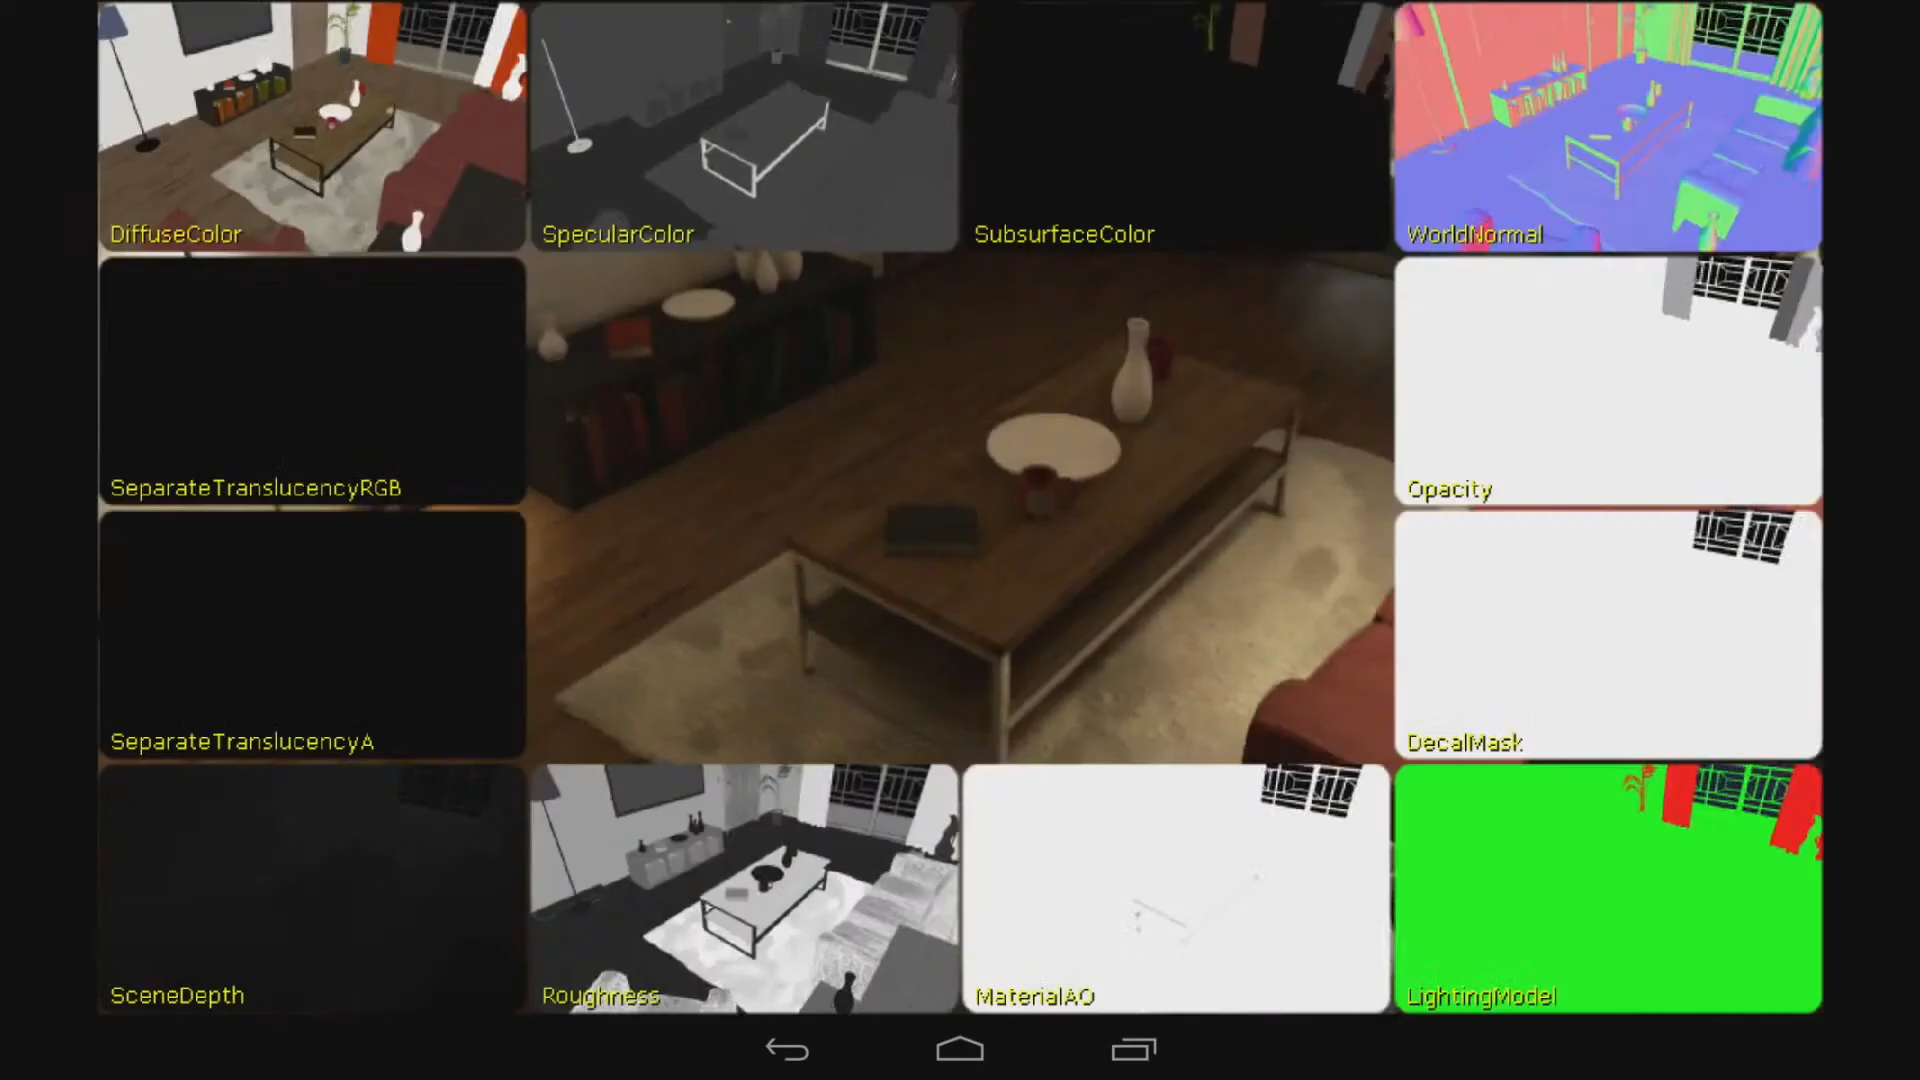 DiffuseColor
SpecularColor
SubsurfaceColor
WorldNormal
SeparateTranslucencyRGB
Opacity
SeparateTranslucencyA
DecalMask
SceneDepth
Roughness
MaterialAO
LightingModel